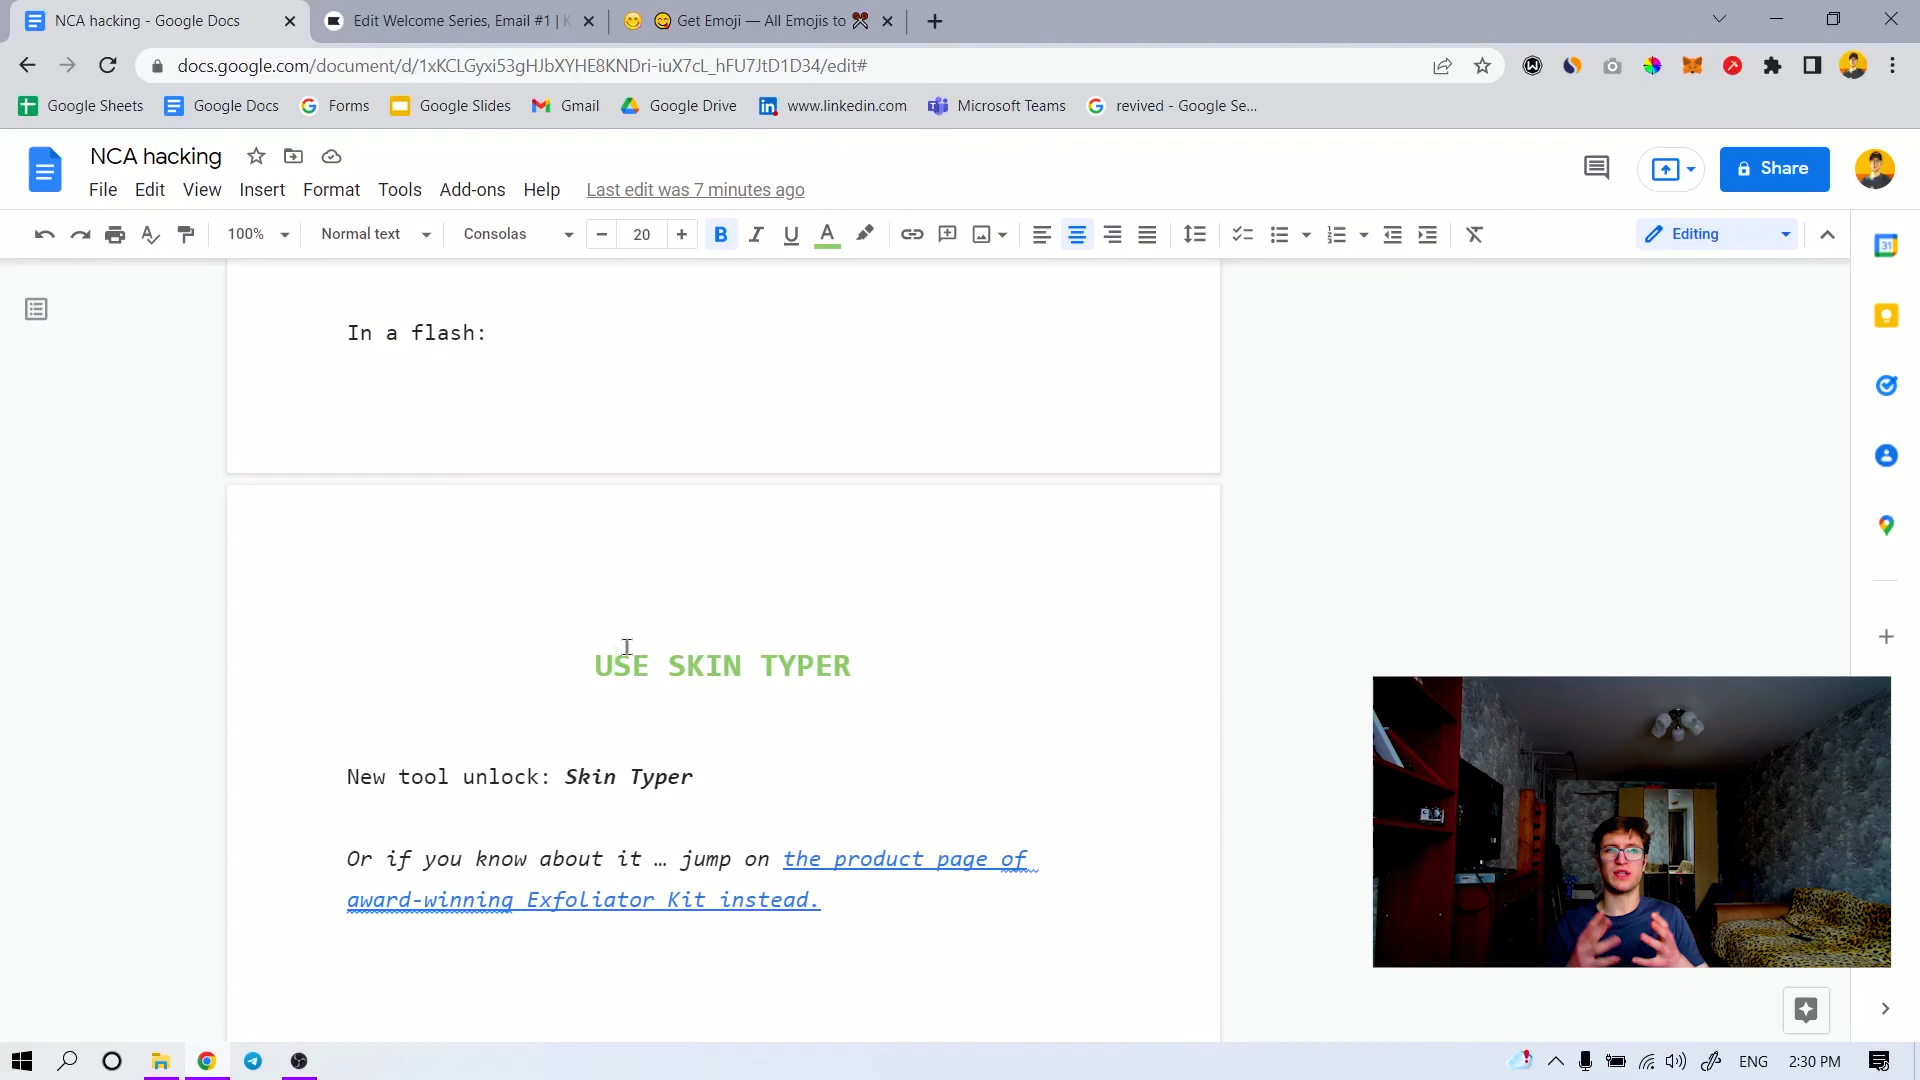 NCA hacking - Google Docs
Edit Welcome Series, Email #1 | K
Get Emoji — All Emojis to
docs.google.com/document/d/1xKCLGyxi53gHJbXYHE8KNDri-iuX7cL_hFU7JtD1D34/edit#
Google Sheets Google Docs Forms Google Slides Gmail Google Drive www.linkedin.com Microsoft Teams revived - Google Se...
NCA hacking
Share
File Edit View Insert Format Tools Add-ons Help Last edit was 7 minutes ago
100% Normal text Consolas 20 Editing
31
In a flash:
USE SKIN TYPER
New tool unlock: Skin Typer
Or if you know about it … jump on the product page of
award-winning Exfoliator Kit instead.
ENG 2:30 PM